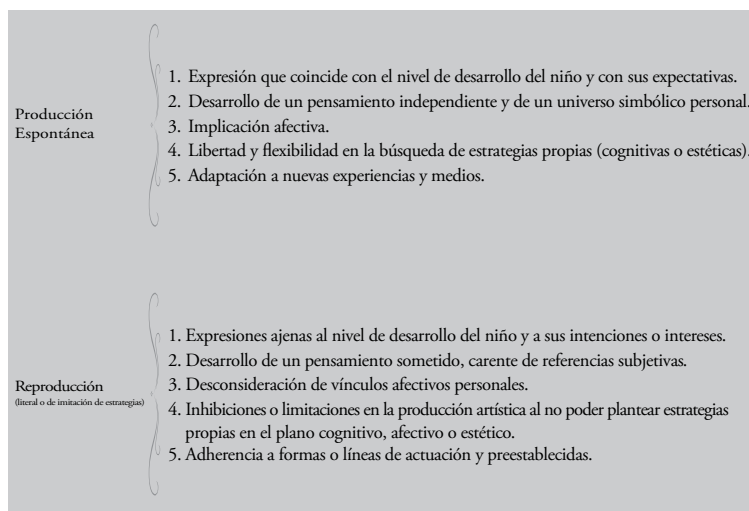 Producción
Espontánea
1. Expresión que coincide con el nivel de desarrollo del niño y con sus expectativas.
2. Desarrollo de un pensamiento independiente y de un universo simbólico personal.
3. Implicación afectiva.
4. Libertad y flexibilidad en la búsqueda de estrategias propias (cognitivas o estéticas).
5. Adaptación a nuevas experiencias y medios.
Reproducción
(literal o de imitación de estrategias)
1. Expresiones ajenas al nivel de desarrollo del niño y a sus intenciones o intereses.
2. Desarrollo de un pensamiento sometido, carente de referencias subjetivas.
3. Desconsideración de vínculos afectivos personales.
4. Inhibiciones o limitaciones en la producción artística al no poder plantear estrategias
propias en el plano cognitivo, afectivo o estético.
5. Adherencia a formas o líneas de actuación y preestablecidas.